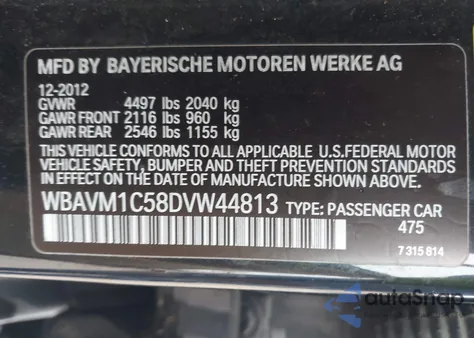 MFD BY BAYERISCHE MOTOREN WERKE AG
12-2012
GVWR 4497 lbs 2040 kg
GAWR FRONT 2116 lbs 960 kg
GAWR REAR 2546 lbs 1155 kg
THIS VEHICLE CONFORMS TO ALL APPLICABLE U.S.FEDERAL MOTOR
VEHICLE SAFETY, BUMPER AND THEFT PREVENTION STANDARDS
IN EFFECT ON THE DATE OF MANUFACTURE SHOWN ABOVE.
WBAVM1C58DVW44813 TYPE: PASSENGER CAR
475
7 315 814
autoSnap